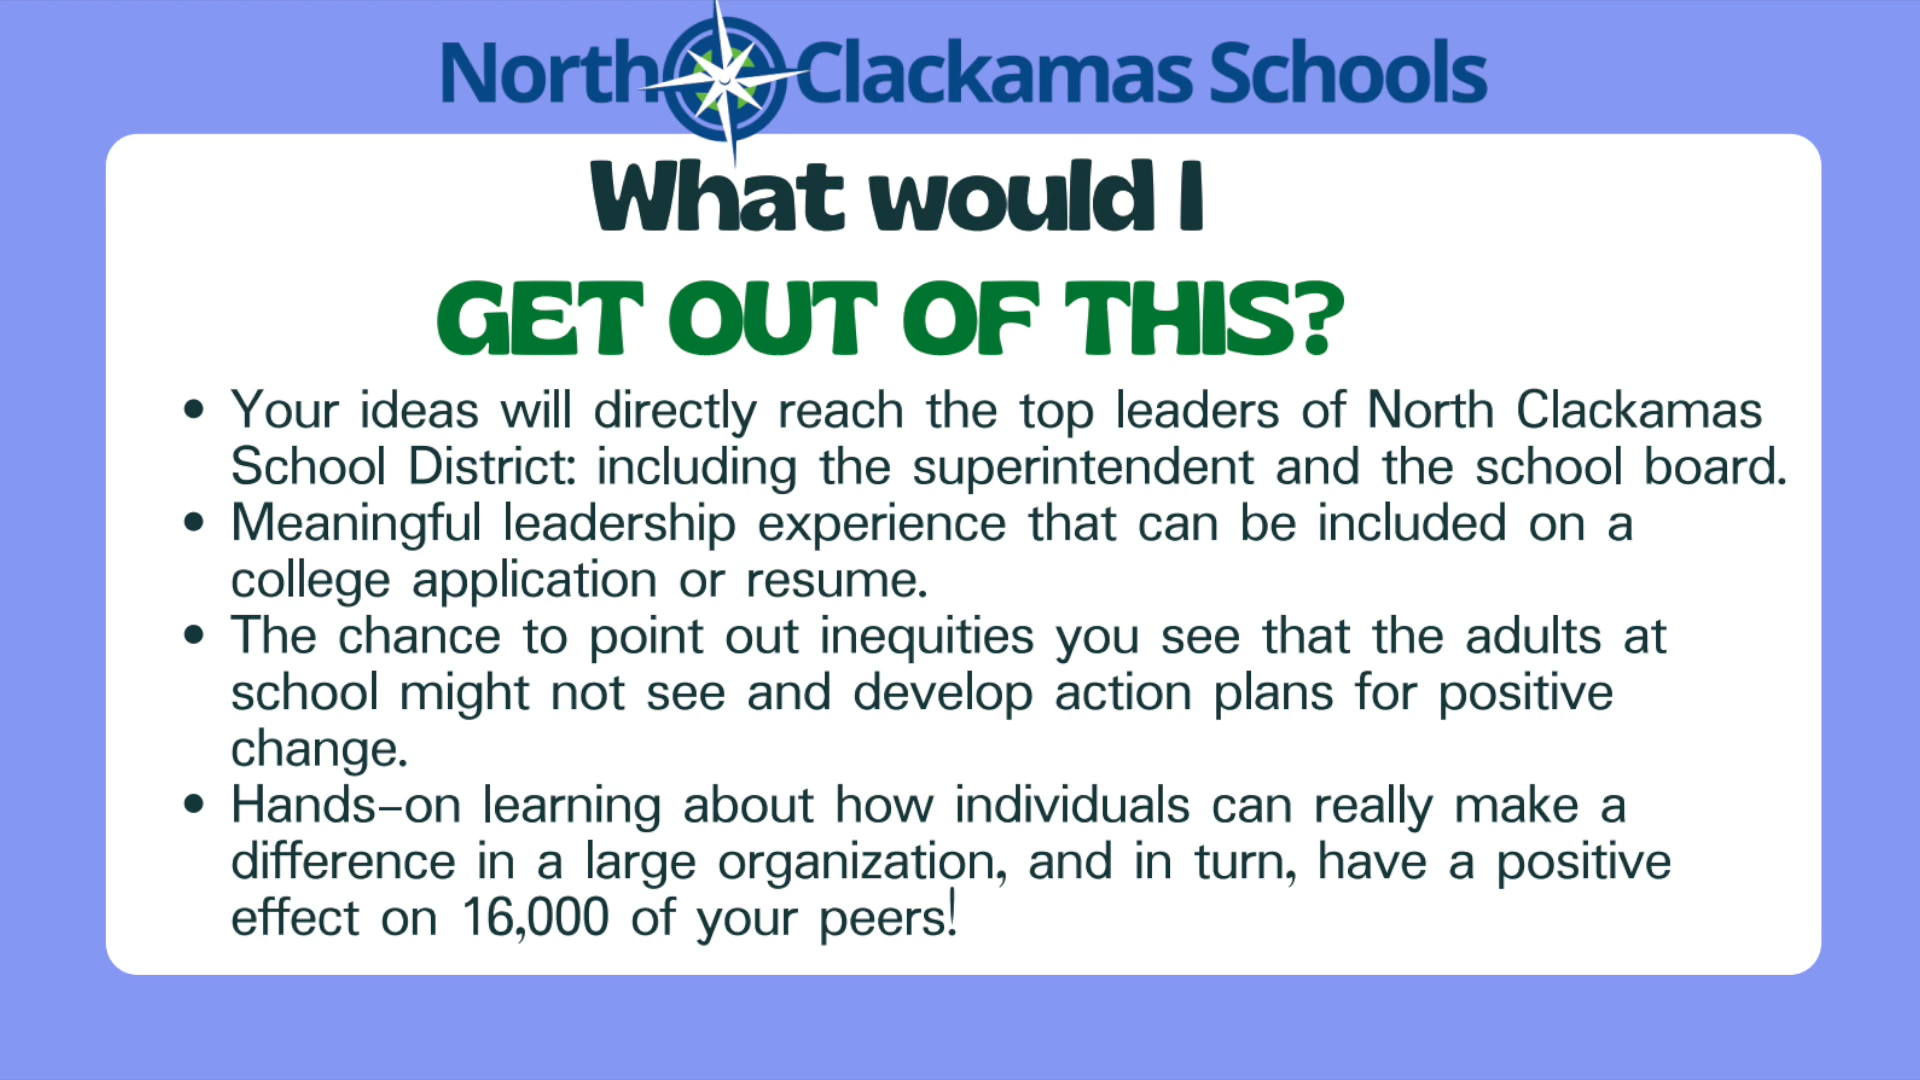 North Clackamas Schools
What would I
GET OUT OF THIS?
• Your ideas will directly reach the top leaders of North Clackamas
School District: including the superintendent and the school board.
• Meaningful leadership experience that can be included on a
college application or resume.
• The chance to point out inequities you see that the adults at
school might not see and develop action plans for positive
change.
• Hands-on learning about how individuals can really make a
difference in a large organization, and in turn, have a positive
effect on 16,000 of your peers!